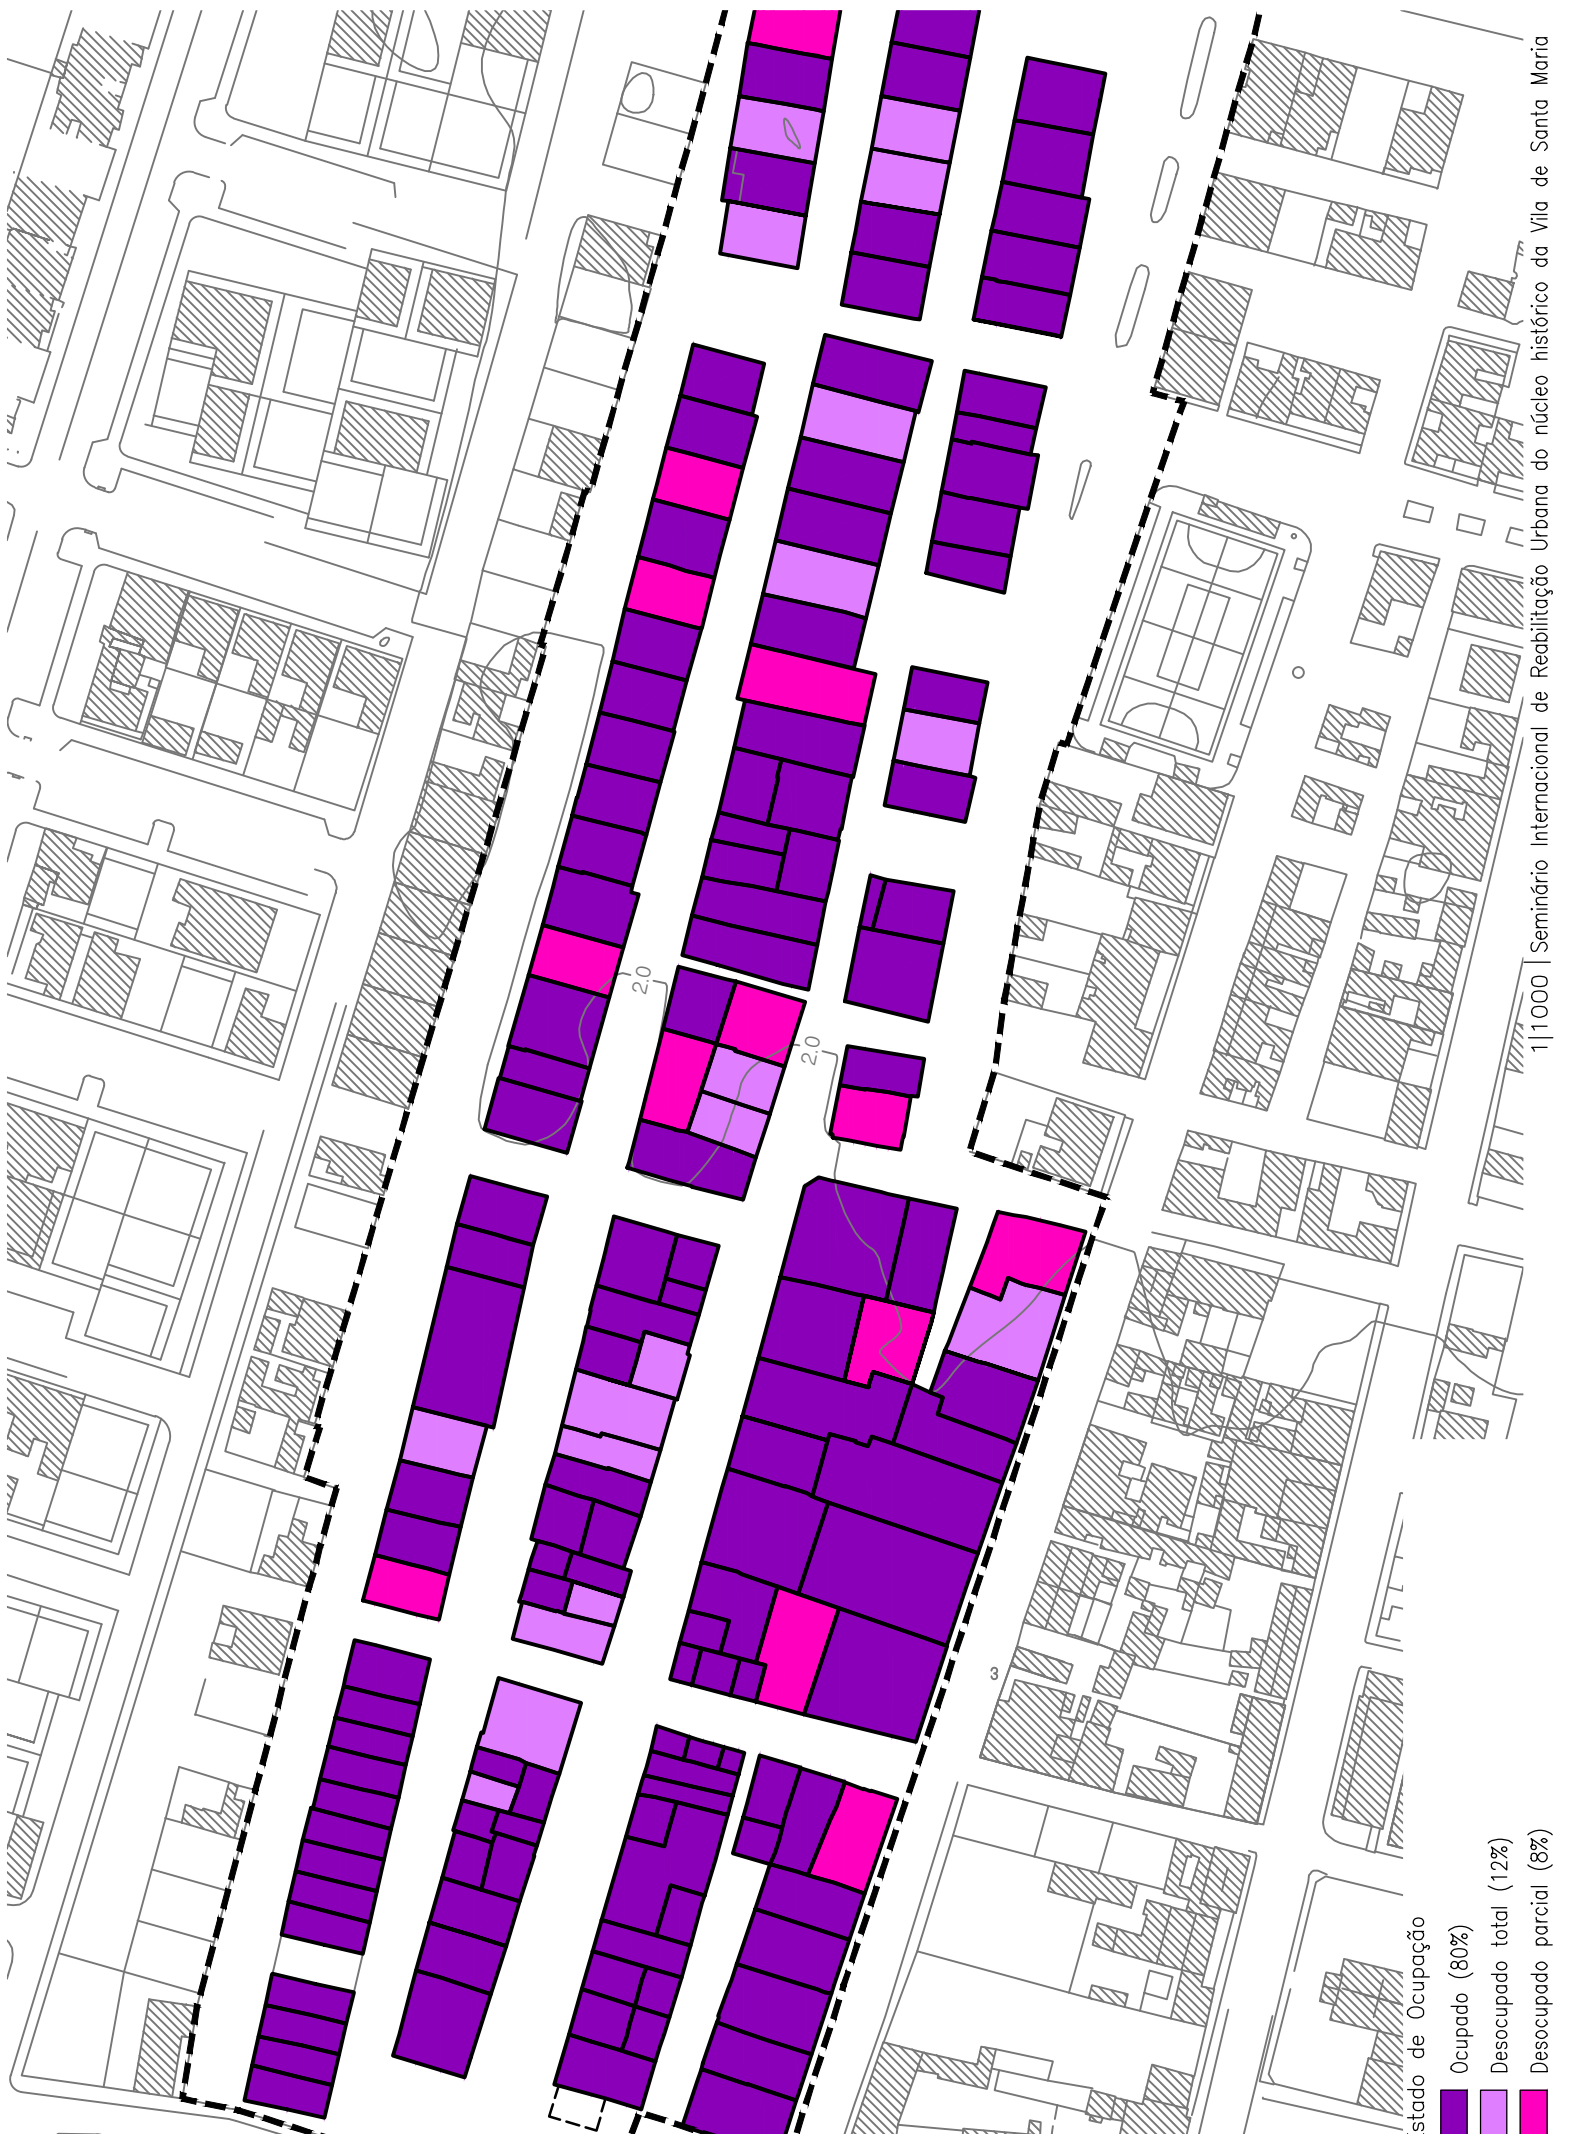 1|1000 | Seminário Internacional de Reabilitação Urbana do núcleo histórico da Vila de Santa Maria
2.0
2.0
3
stado de Ocupação
Ocupado (80%)
Desocupado total (12%)
Desocupado parcial (8%)